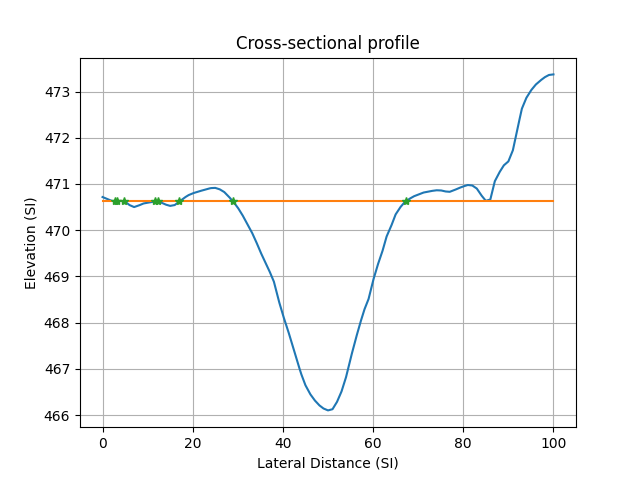 Cross-sectional profile
473
472
471
470
469
468
467
466
Elevation (SI)
0 20 40 60 80 100
Lateral Distance (SI)